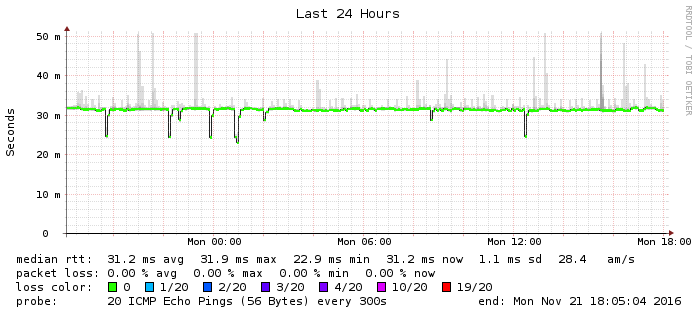 Last 24 Hours
RRDTOOL / TOBI OETIKER
Seconds
50 m
40 m
30 m
20 m
10 m
0
Mon 00:00 Mon 06:00 Mon 12:00 Mon 18:00
median rtt: 31.2 ms avg 31.9 ms max 22.9 ms min 31.2 ms now 1.1 ms sd 28.4 am/s
packet loss: 0.00 % avg 0.00 % max 0.00 % min 0.00 % now
loss color: 0 1/20 2/20 3/20 4/20 10/20 19/20
probe: 20 ICMP Echo Pings (56 Bytes) every 300s end: Mon Nov 21 18:05:04 2016